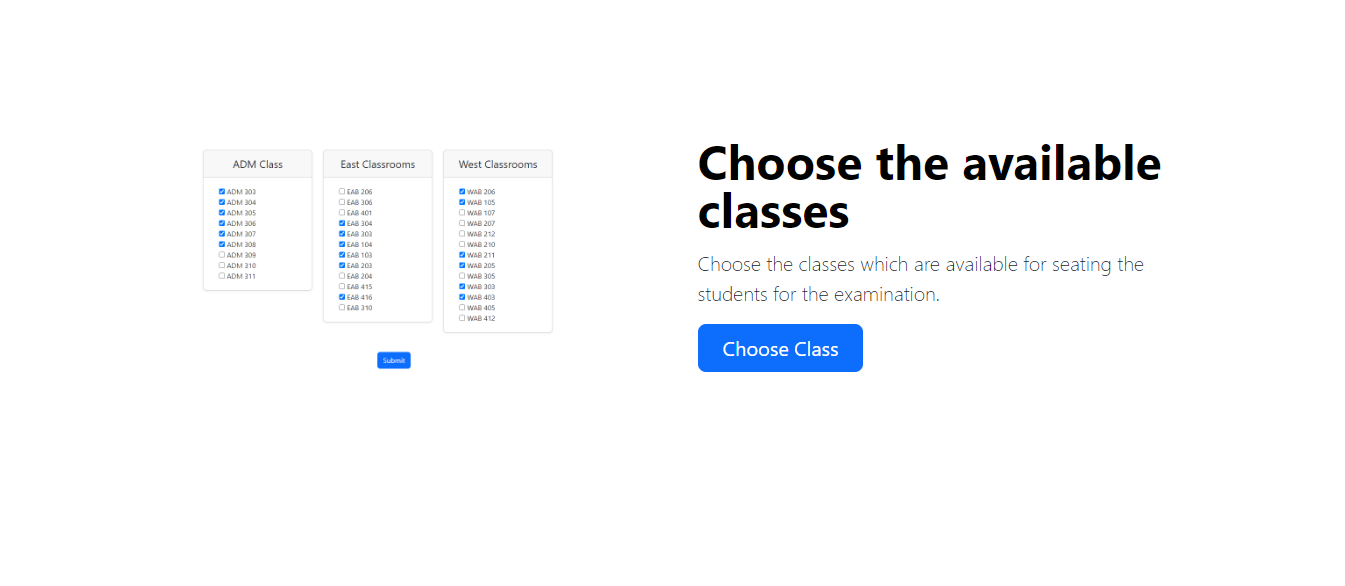 ADM Class
ADM 303
ADM 304
ADM 305
ADM 306
ADM 307
ADM 308
ADM 309
ADM 310
ADM 311
East Classrooms
EAB 206
EAB 306
EAB 401
EAB 304
EAB 303
EAB 104
EAB 103
EAB 203
EAB 204
EAB 415
EAB 416
EAB 310
West Classrooms
WAB 206
WAB 105
WAB 107
WAB 207
WAB 212
WAB 210
WAB 211
WAB 205
WAB 305
WAB 303
WAB 403
WAB 405
WAB 412
Submit
Choose the available
classes
Choose the classes which are available for seating the
students for the examination.
Choose Class